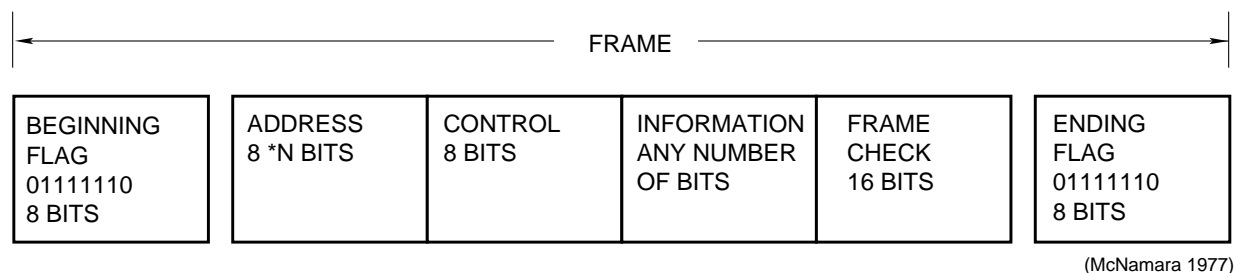 FRAME
BEGINNING
FLAG
01111110
8 BITS
ADDRESS
8 *N BITS
CONTROL
8 BITS
INFORMATION
ANY NUMBER
OF BITS
FRAME
CHECK
16 BITS
ENDING
FLAG
01111110
8 BITS
(McNamara 1977)